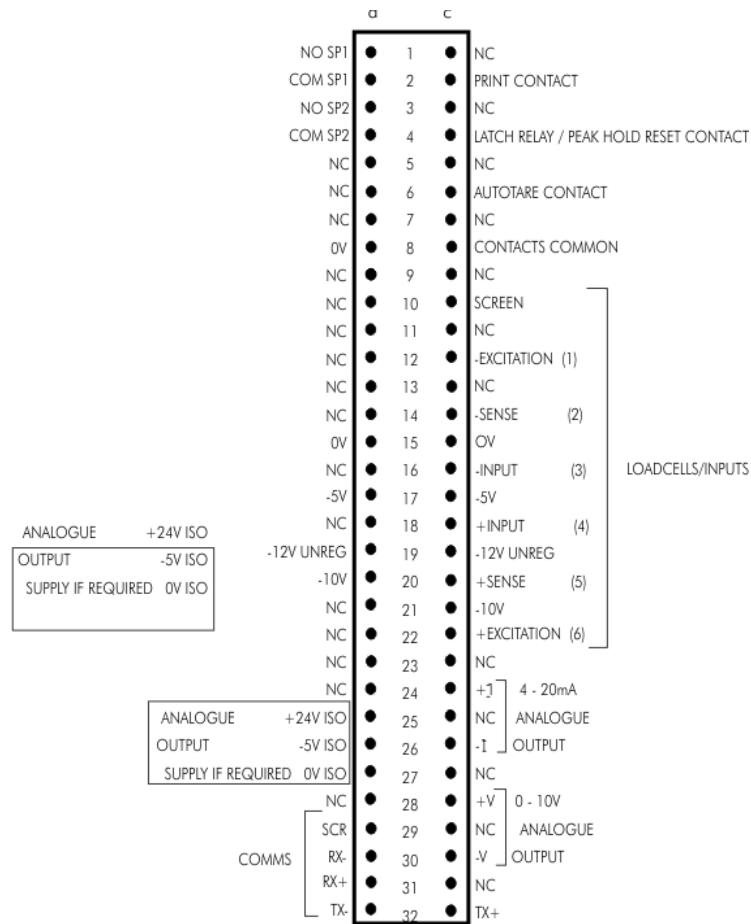 a c
NO SP1 1 NC
COM SP1 2 PRINT CONTACT
NO SP2 3 NC
COM SP2 4 LATCH RELAY / PEAK HOLD RESET CONTACT
NC 5 NC
NC 6 AUTOTARE CONTACT
NC 7 NC
0V 8 CONTACTS COMMON
NC 9 NC
NC 10 SCREEN
NC 11 NC
NC 12 -EXCITATION (1)
NC 13 NC
NC 14 -SENSE (2)
0V 15 OV
NC 16 -INPUT (3) LOADCELLS/INPUTS
-5V 17 -5V
NC 18 +INPUT (4)
ANALOGUE +24V ISO
-12V UNREG 19 -12V UNREG
OUTPUT -5V ISO
-10V 20 +SENSE (5)
SUPPLY IF REQUIRED 0V ISO
NC 21 -10V
NC 22 +EXCITATION (6)
NC 23 NC
NC 24 + 4 - 20mA
ANALOGUE +24V ISO 25 NC ANALOGUE
OUTPUT -5V ISO 26 - OUTPUT
SUPPLY IF REQUIRED 0V ISO 27 NC
NC 28 +V 0 - 10V
SCR 29 NC ANALOGUE
COMMS RX- 30 -V OUTPUT
RX+ 31 NC
TX- 32 TX+